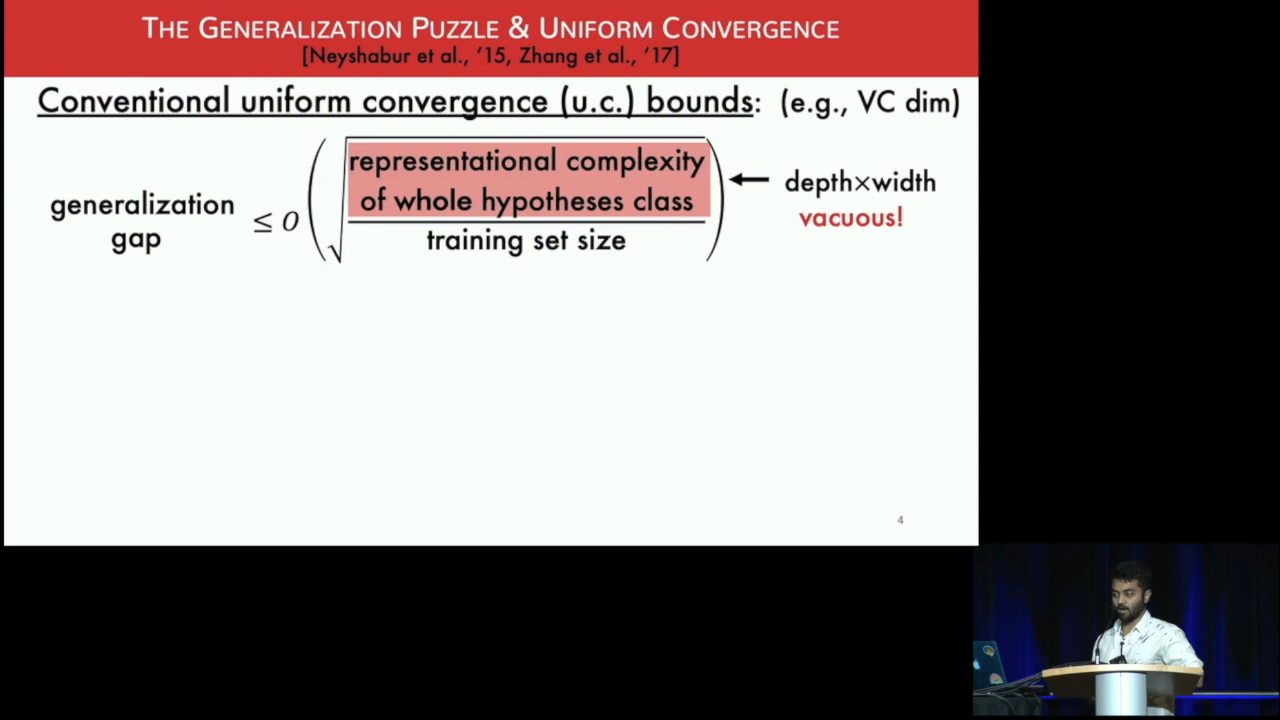 THE GENERALIZATION PUZZLE & UNIFORM CONVERGENCE
[Neyshabur et al., ‘15, Zhang et al., ‘17]
Conventional uniform convergence (u.c.) bounds: (e.g., VC dim)
generalization gap ≤ O ( √ representational complexity of whole hypotheses class / training set size ) ← depth×width
vacuous!
4